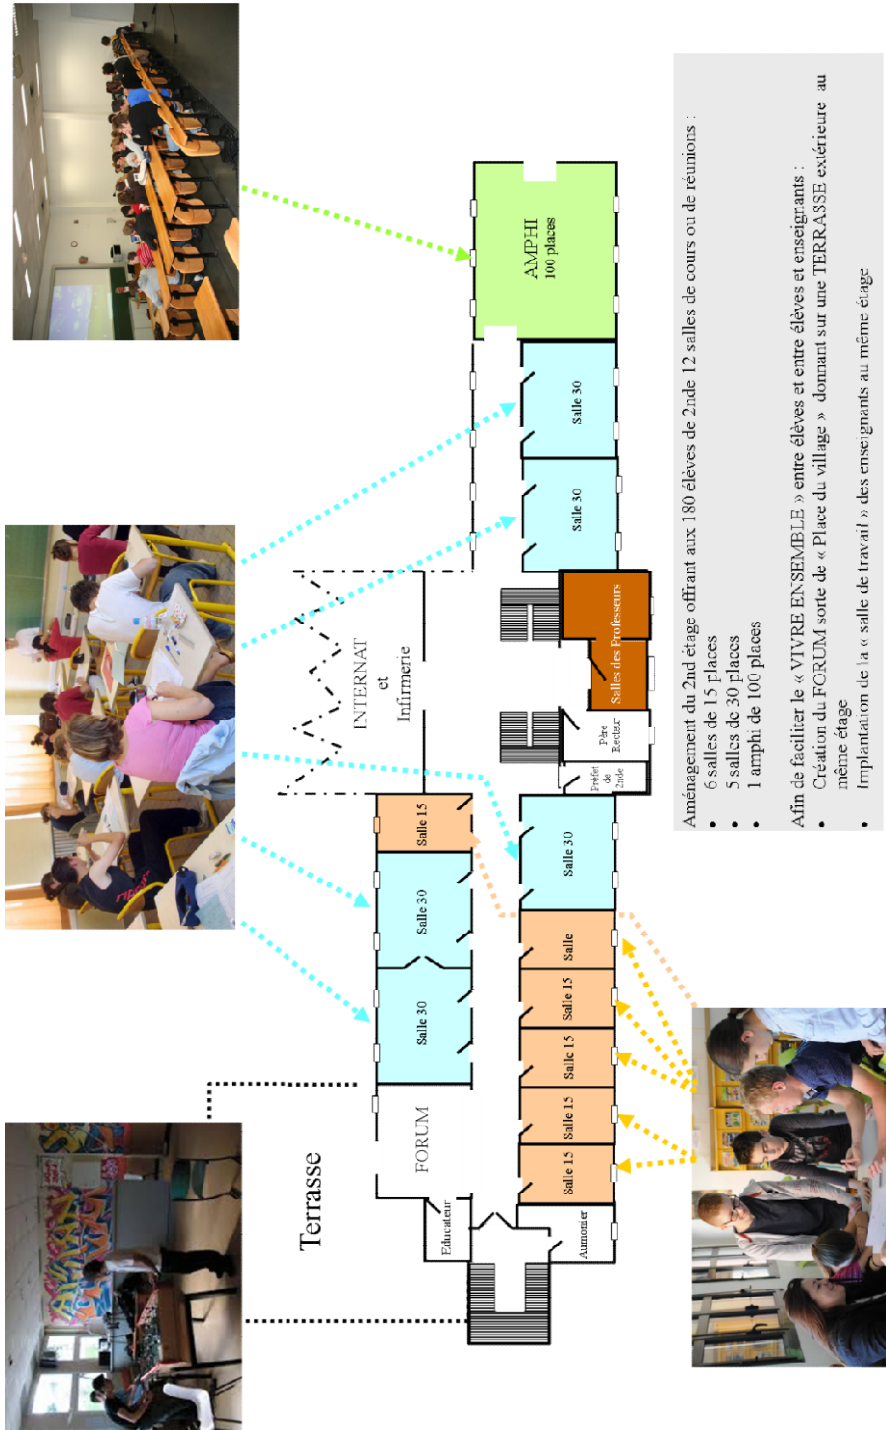 Terrasse
Educateur
FORUM
Salle 30
Salle 30
Salle 15
INTERNAT
et
Infirmerie
Aumonier
Salle 15
Salle 15
Salle 15
Salle 15
Salle
Salle 30
Préfet
de
2nde
Père
Recteur
Salles des Professeurs
Salle 30
Salle 30
AMPHI
100 places
Aménagement du 2nd étage offrant aux 180 élèves de 2nde 12 salles de cours ou de réunions :
• 6 salles de 15 places
• 5 salles de 30 places
• 1 amphi de 100 places
Afin de faciliter le « VIVRE ENSEMBLE » entre élèves et entre élèves et enseignants :
• Création du FORUM sorte de « Place du village » donnant sur une TERRASSE extérieure au
même étage
• Implantation de la « salle de travail » des enseignants au même étage